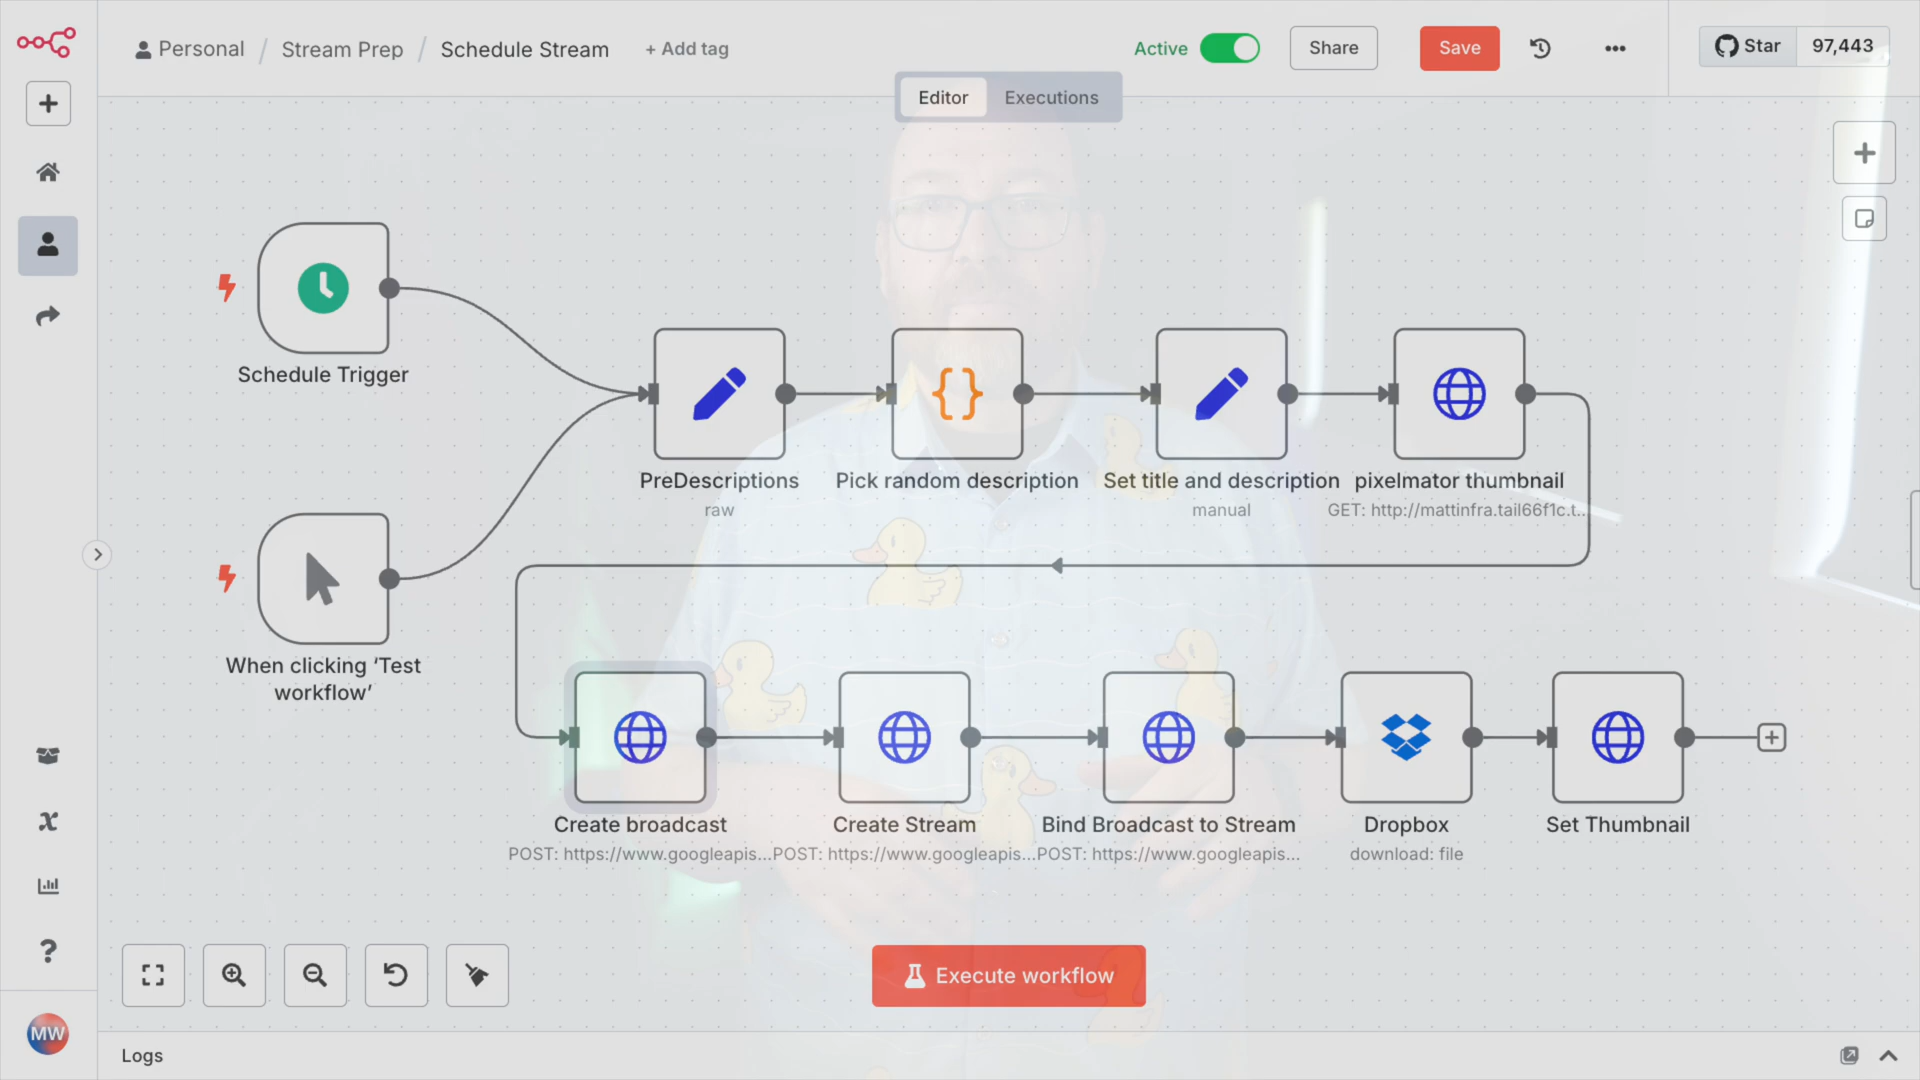 Personal / Stream Prep / Schedule Stream + Add tag
Active
Share
Save
Star 97,443
Editor Executions
Schedule Trigger
When clicking ‘Test
workflow’
PreDescriptions
raw
Pick random description
Set title and description
manual
pixelmator thumbnail
GET: http://mattinfra.tail66f1c.t...
Create broadcast
POST: https://www.googleapis...
Create Stream
POST: https://www.googleapis...
Bind Broadcast to Stream
POST: https://www.googleapis...
Dropbox
download: file
Set Thumbnail
Execute workflow
MW
Logs